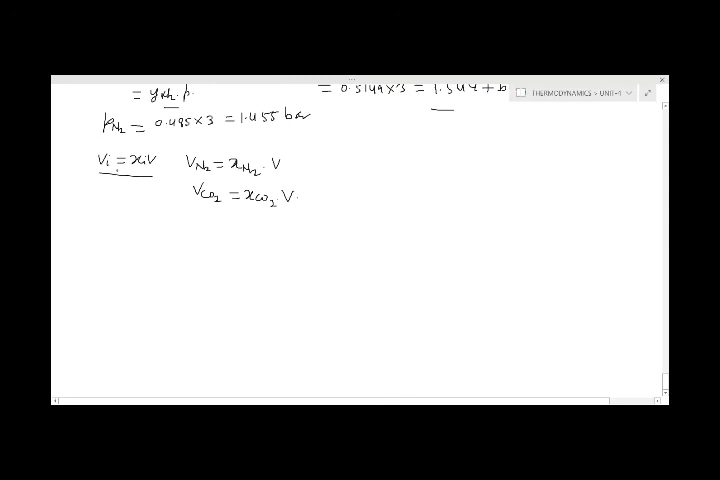 = yN₂ . p.
= 0.5149 x 3 = 1.544 + b
THERMODYNAMICS > UNIT-4
pN₂ = 0.495 x 3 = 1.455 bar
Vi = xiV VN₂ = xN₂ . V
VCO₂ = xCO₂ . V.